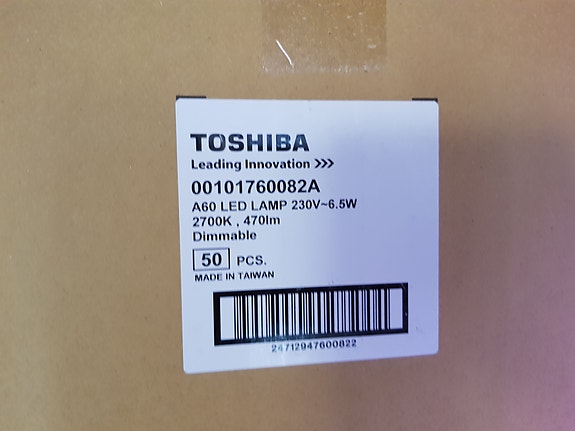 TOSHIBA
Leading Innovation >>>
00101760082A
A60 LED LAMP 230V~6.5W
2700K , 470lm
Dimmable
50 PCS.
MADE IN TAIWAN
24712947600822